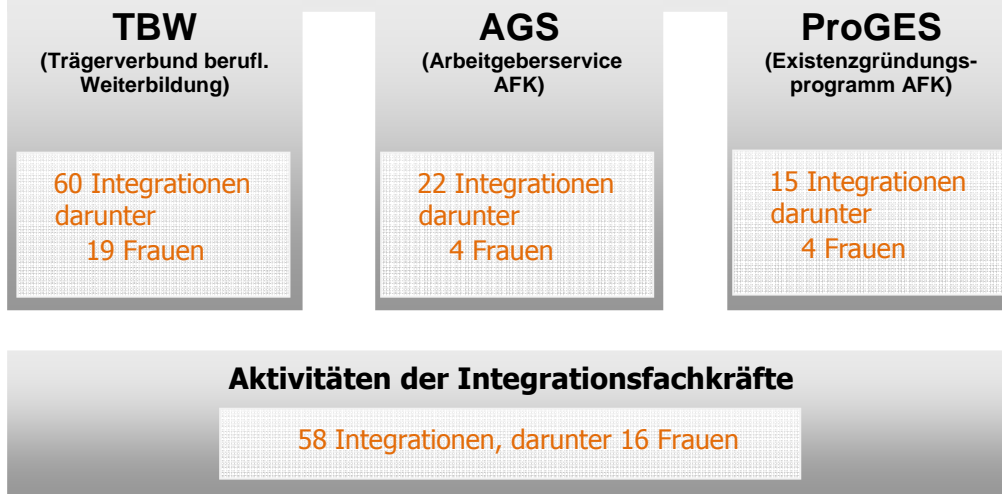 TBW
(Trägerverbund berufl.
Weiterbildung)
60 Integrationen
darunter
19 Frauen
AGS
(Arbeitgeberservice
AFK)
22 Integrationen
darunter
4 Frauen
ProGES
(Existenzgründungs-
programm AFK)
15 Integrationen
darunter
4 Frauen
Aktivitäten der Integrationsfachkräfte
58 Integrationen, darunter 16 Frauen